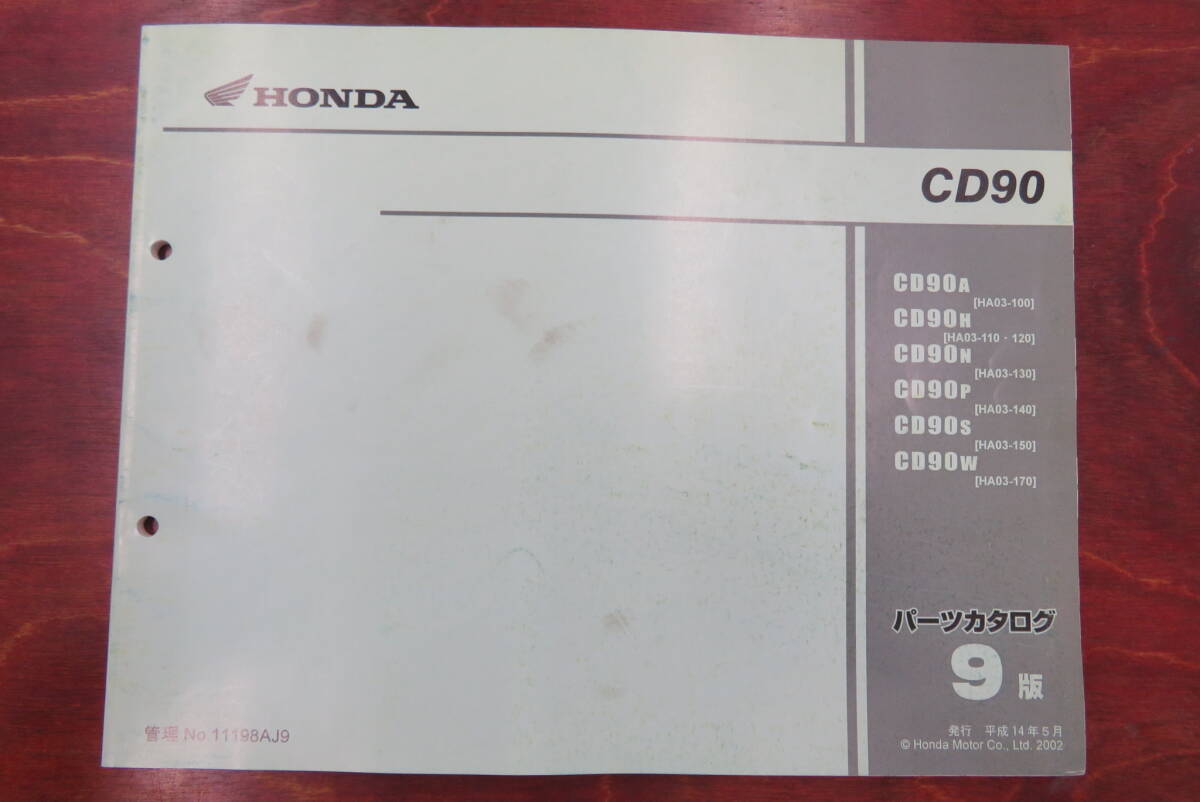 HONDA
CD90
CD90A
[HA03-100]
CD90H
[HA03-110・120]
CD90N
[HA03-130]
CD90P
[HA03-140]
CD90S
[HA03-150]
CD90W
[HA03-170]
パーツカタログ
9版
管理 No.11198AJ9
発行 平成14年5月
© Honda Motor Co., Ltd. 2002